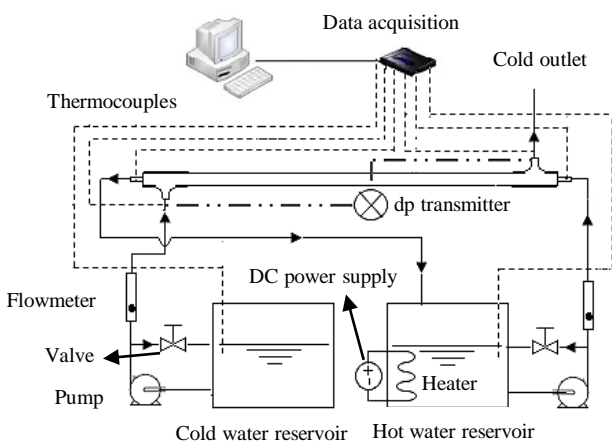 Data acquisition
Cold outlet
Thermocouples
dp transmitter
DC power supply
Flowmeter
Valve
Heater
Pump
Cold water reservoir
Hot water reservoir